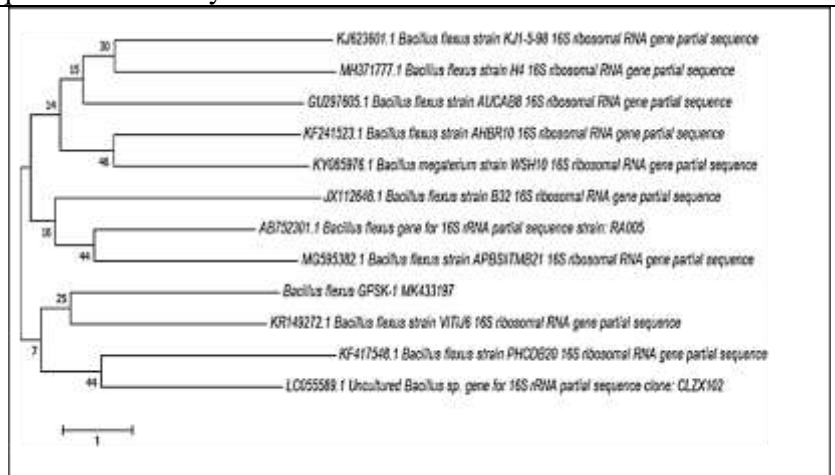 30 KJ623601.1 Bacillus flexus strain KJ1-5-98 16S ribosomal RNA gene partial sequence
15 MH371777.1 Bacillus flexus strain H4 16S ribosomal RNA gene partial sequence
14 GU297605.1 Bacillus flexus strain AUCAB8 16S ribosomal RNA gene partial sequence
KF241523.1 Bacillus flexus strain AHBR10 16S ribosomal RNA gene partial sequence
48 KY085976.1 Bacillus megaterium strain WSH10 16S ribosomal RNA gene partial sequence
JX112648.1 Bacillus flexus strain B32 16S ribosomal RNA gene partial sequence
16 AB752301.1 Bacillus flexus gene for 16S rRNA partial sequence strain: RA005
44 MG595382.1 Bacillus flexus strain 16S ribosomal RNA gene partial sequence
Bacillus flexus GPSK-1 MK433197
25 KR149272.1 Bacillus flexus strain VITIJ6 16S ribosomal RNA gene partial sequence
7 KF417548.1 Bacillus flexus strain PHCDB20 16S ribosomal RNA gene partial sequence
44 LC055589.1 Uncultured Bacillus sp. gene for 16S rRNA partial sequence clone: CLZX102
1